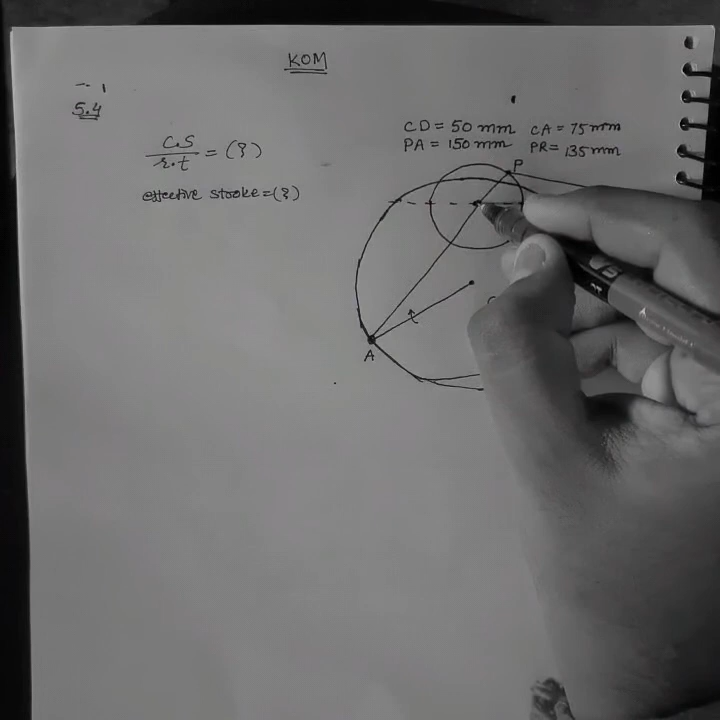 KOM
5.4
C.S
r.t = (?)
effective stroke = (?)
CD = 50 mm CA = 75 mm
PA = 150 mm PR = 135 mm
P
A